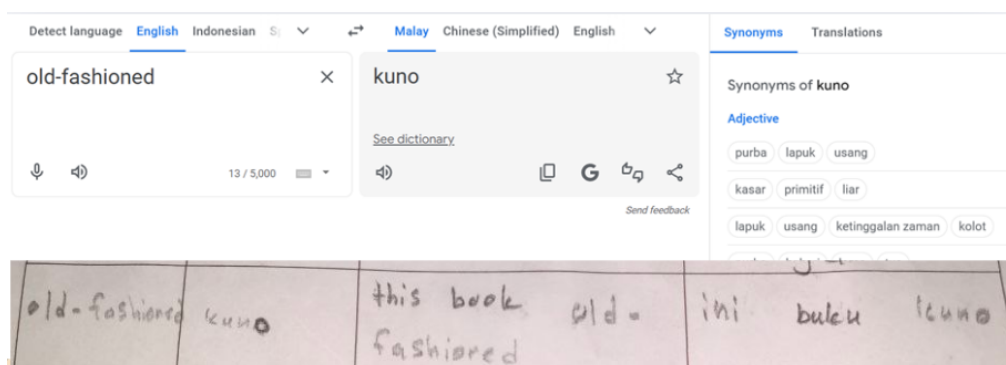 Detect language English Indonesian S
Malay Chinese (Simplified) English
Synonyms Translations
old-fashioned
kuno
Synonyms of kuno
Adjective
See dictionary
purba lapuk usang
13 / 5,000
kasar primitif liar
Send feedback
lapuk usang ketinggalan zaman kolot
old-fashioned kuno this book old- ini buku kuno
fashiored